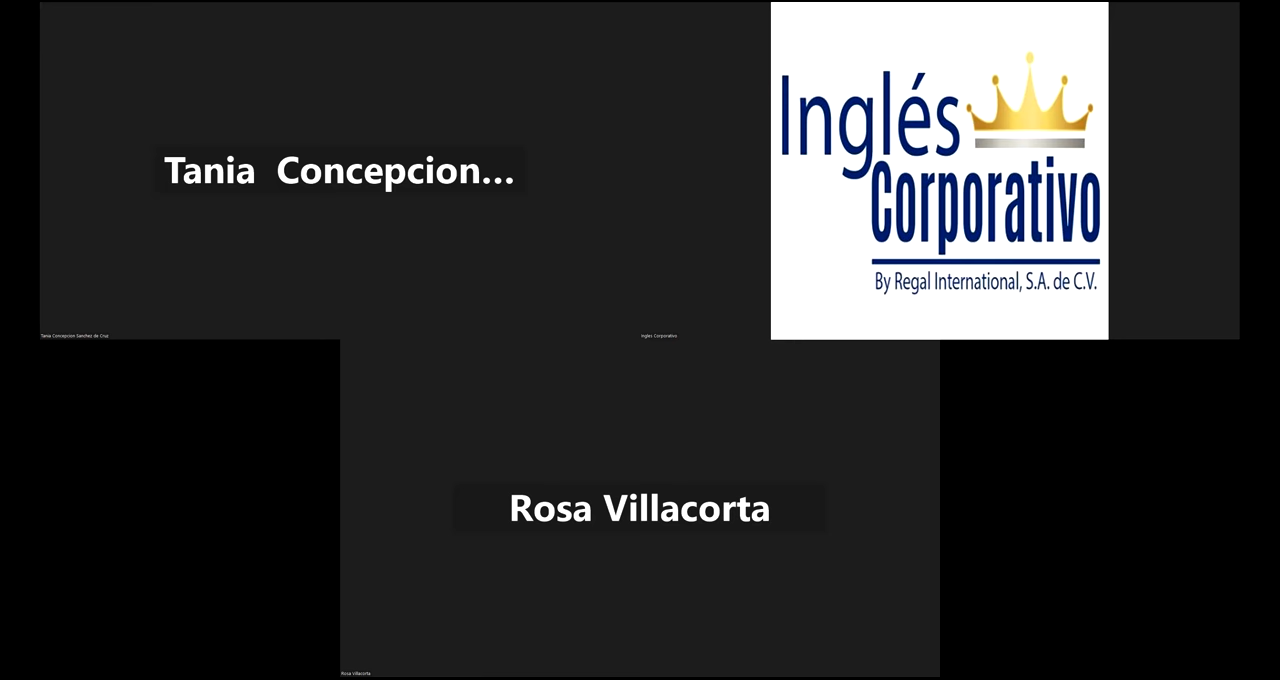 Tania Concepcion...
Tania Concepcion Sanchez de Cruz
Inglés
Corporativo
By Regal International, S.A. de C.V.
Ingles Corporativo
Rosa Villacorta
Rosa Villacorta